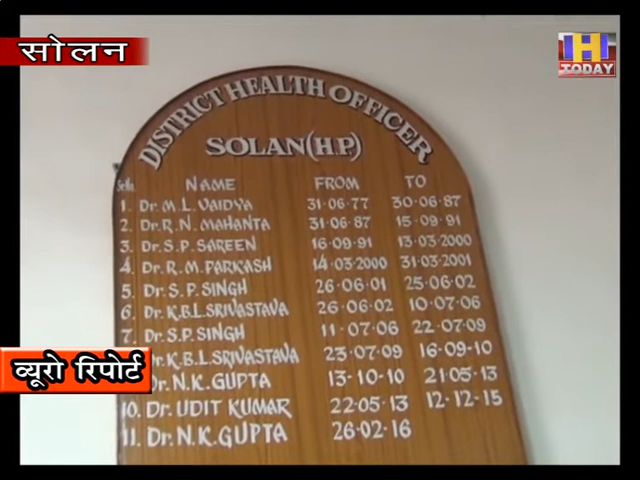 सोलन
H
TODAY
DISTRICT HEALTH OFFICER
SOLAN (H.P.)
Sr.No. NAME FROM TO
1. Dr. M. L. VAIDYA 31-06-77 30-06-87
2. Dr. R. N. MAHANTA 31-06-87 15-09-91
3. Dr. S. P. SAREEN 16-09-91 13-03-2000
4. Dr. R. M. PARKASH 14-03-2000 31-03-2001
5. Dr. S. P. SINGH 26-06-01 25-06-02
6. Dr. K.B.L. SRIVASTAVA 26-06-02 10-07-06
7. Dr. S.P. SINGH 11-07-06 22-07-09
Dr. K.B.L. SRIVASTAVA 23-07-09 16-09-10
Dr. N.K. GUPTA 13-10-10 21-05-13
10. Dr. UDIT KUMAR 22-05-13 12-12-15
11. Dr. N.K. GUPTA 26-02-16
व्यूरो रिपोर्ट